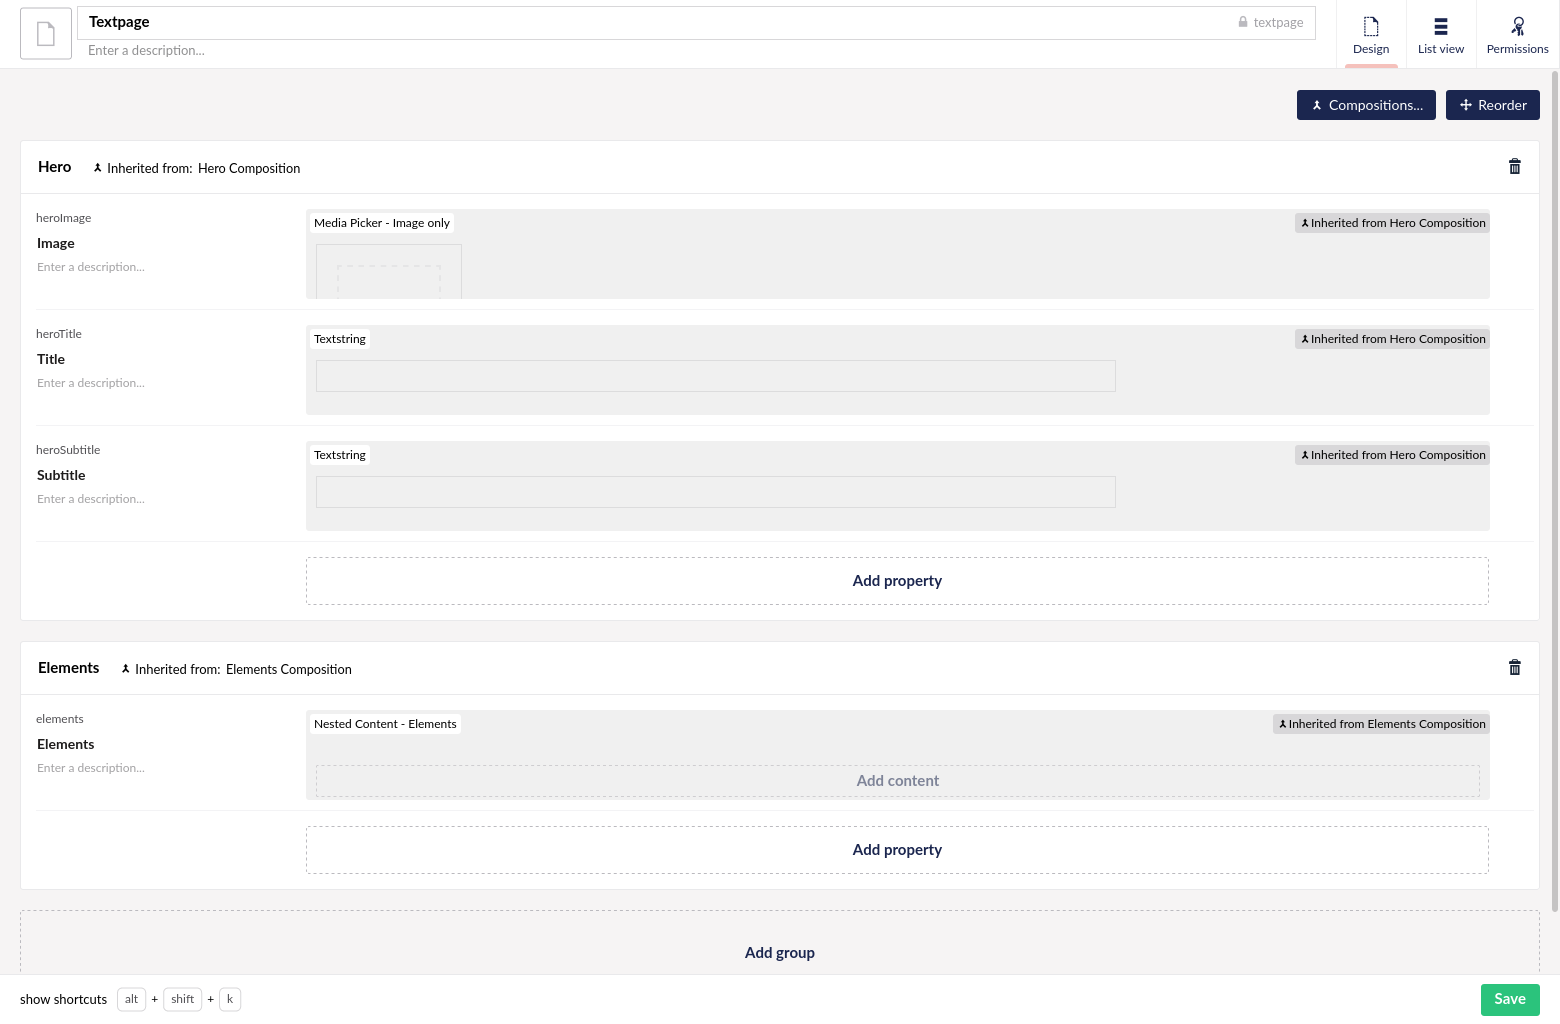 Textpage
textpage
Enter a description...
Design
List view
Permissions
Compositions...
Reorder
Hero
Inherited from: Hero Composition
heroImage
Image
Enter a description...
Media Picker - Image only
Inherited from Hero Composition
heroTitle
Title
Enter a description...
Textstring
Inherited from Hero Composition
heroSubtitle
Subtitle
Enter a description...
Textstring
Inherited from Hero Composition
Add property
Elements
Inherited from: Elements Composition
elements
Elements
Enter a description...
Nested Content - Elements
Inherited from Elements Composition
Add content
Add property
Add group
show shortcuts alt + shift + k
Save